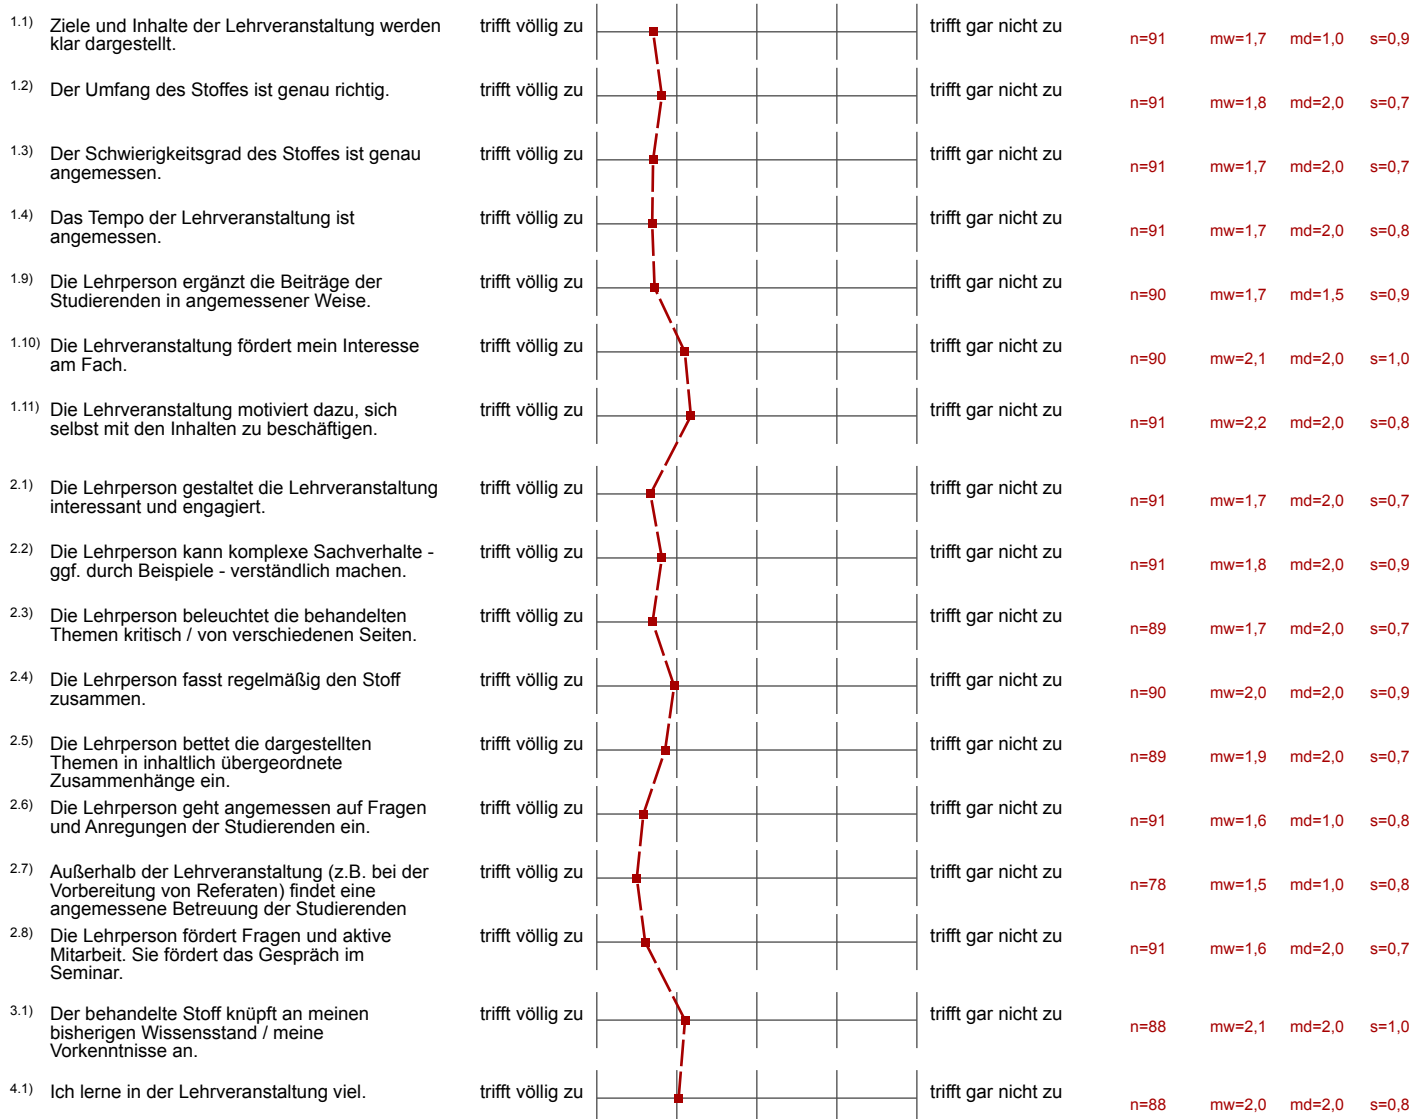 1.1) Ziele und Inhalte der Lehrveranstaltung werden trifft völlig zu trifft gar nicht zu
klar dargestellt. n=91 mw=1,7 md=1,0 s=0,9
1.2) Der Umfang des Stoffes ist genau richtig. trifft völlig zu trifft gar nicht zu
n=91 mw=1,8 md=2,0 s=0,7
1.3) Der Schwierigkeitsgrad des Stoffes ist genau trifft völlig zu trifft gar nicht zu
angemessen. n=91 mw=1,7 md=2,0 s=0,7
1.4) Das Tempo der Lehrveranstaltung ist trifft völlig zu trifft gar nicht zu
angemessen. n=91 mw=1,7 md=2,0 s=0,8
1.9) Die Lehrperson ergänzt die Beiträge der trifft völlig zu trifft gar nicht zu
Studierenden in angemessener Weise. n=90 mw=1,7 md=1,5 s=0,9
1.10) Die Lehrveranstaltung fördert mein Interesse trifft völlig zu trifft gar nicht zu
am Fach. n=90 mw=2,1 md=2,0 s=1,0
1.11) Die Lehrveranstaltung motiviert dazu, sich trifft völlig zu trifft gar nicht zu
selbst mit den Inhalten zu beschäftigen. n=91 mw=2,2 md=2,0 s=0,8
2.1) Die Lehrperson gestaltet die Lehrveranstaltung trifft völlig zu trifft gar nicht zu
interessant und engagiert. n=91 mw=1,7 md=2,0 s=0,7
2.2) Die Lehrperson kann komplexe Sachverhalte - trifft völlig zu trifft gar nicht zu
ggf. durch Beispiele - verständlich machen. n=91 mw=1,8 md=2,0 s=0,9
2.3) Die Lehrperson beleuchtet die behandelten trifft völlig zu trifft gar nicht zu
Themen kritisch / von verschiedenen Seiten. n=89 mw=1,7 md=2,0 s=0,7
2.4) Die Lehrperson fasst regelmäßig den Stoff trifft völlig zu trifft gar nicht zu
zusammen. n=90 mw=2,0 md=2,0 s=0,9
2.5) Die Lehrperson bettet die dargestellten trifft völlig zu trifft gar nicht zu
Themen in inhaltlich übergeordnete n=89 mw=1,9 md=2,0 s=0,7
Zusammenhänge ein.
2.6) Die Lehrperson geht angemessen auf Fragen trifft völlig zu trifft gar nicht zu
und Anregungen der Studierenden ein. n=91 mw=1,6 md=1,0 s=0,8
2.7) Außerhalb der Lehrveranstaltung (z.B. bei der trifft völlig zu trifft gar nicht zu
Vorbereitung von Referaten) findet eine n=78 mw=1,5 md=1,0 s=0,8
angemessene Betreuung der Studierenden
2.8) Die Lehrperson fördert Fragen und aktive trifft völlig zu trifft gar nicht zu
Mitarbeit. Sie fördert das Gespräch im n=91 mw=1,6 md=2,0 s=0,7
Seminar.
3.1) Der behandelte Stoff knüpft an meinen trifft völlig zu trifft gar nicht zu
bisherigen Wissensstand / meine n=88 mw=2,1 md=2,0 s=1,0
Vorkenntnisse an.
4.1) Ich lerne in der Lehrveranstaltung viel. trifft völlig zu trifft gar nicht zu
n=88 mw=2,0 md=2,0 s=0,8